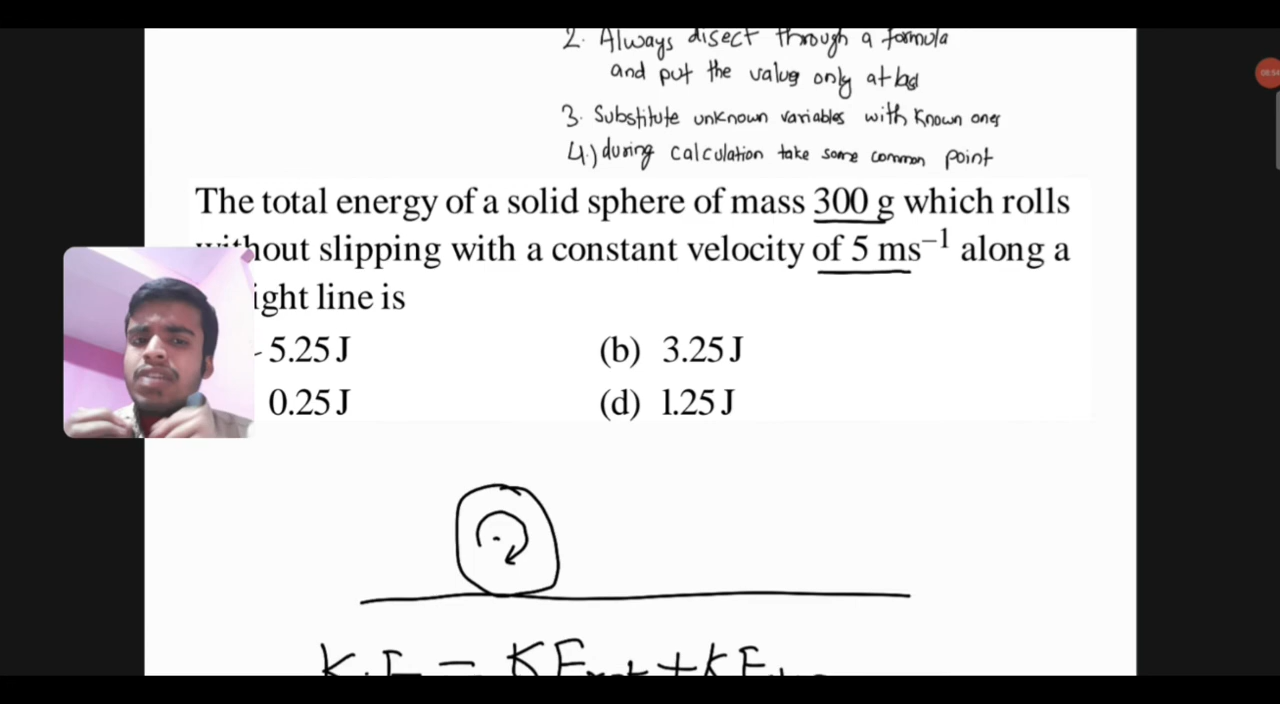 2. Always disect through a formula
and put the value only at last
3. Substitute unknown variables with known ones
4.) during calculation take some common point
The total energy of a solid sphere of mass 300 g which rolls
hout slipping with a constant velocity of 5 ms⁻¹ along a
ight line is
5.25 J (b) 3.25 J
0.25 J (d) 1.25 J
K.E = KErot + KE